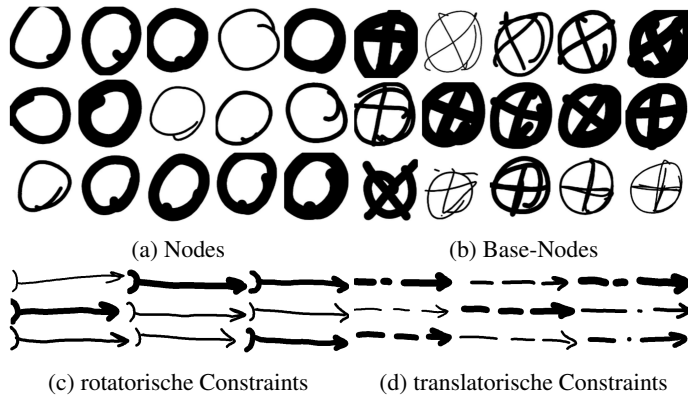 (a) Nodes
(b) Base-Nodes
(c) rotatorische Constraints
(d) translatorische Constraints